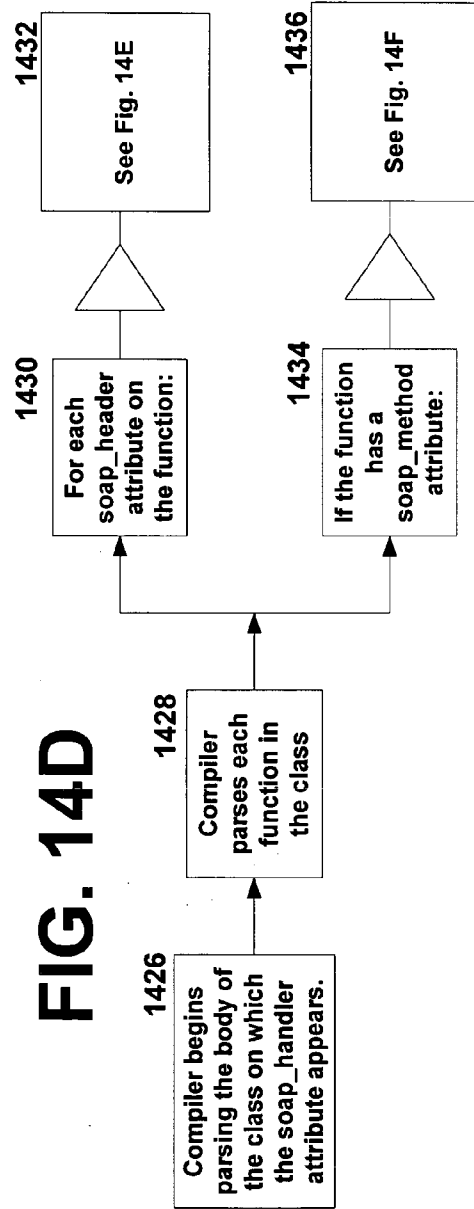 FIG. 14D
1426
Compiler begins
parsing the body of
the class on which
the soap_handler
attribute appears.
1428
Compiler
parses each
function in
the class
1430
For each
soap_header
attribute on
the function:
1432
See Fig. 14E
1434
If the function
has a
soap_method
attribute:
1436
See Fig. 14F